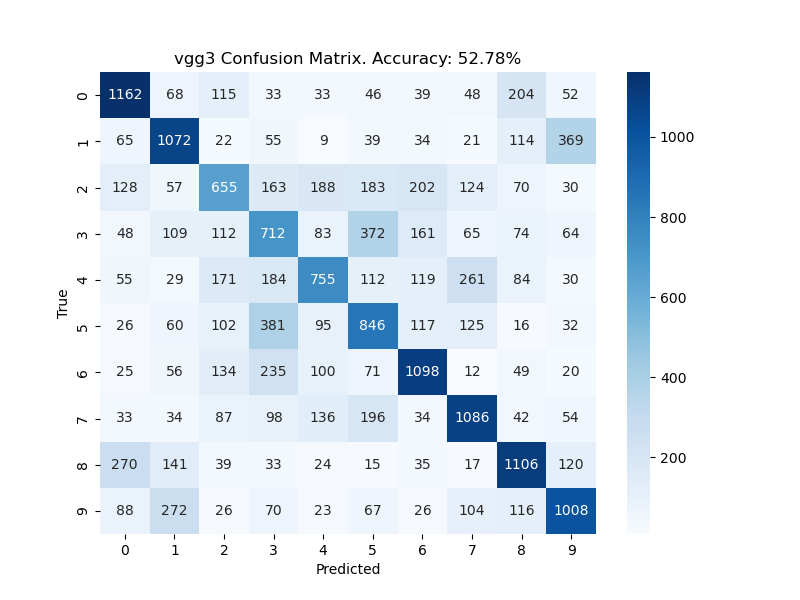 vgg3 Confusion Matrix. Accuracy: 52.78%
0 1162 68 115 33 33 46 39 48 204 52
1 65 1072 22 55 9 39 34 21 114 369
2 128 57 655 163 188 183 202 124 70 30
3 48 109 112 712 83 372 161 65 74 64
4 55 29 171 184 755 112 119 261 84 30
5 26 60 102 381 95 846 117 125 16 32
6 25 56 134 235 100 71 1098 12 49 20
7 33 34 87 98 136 196 34 1086 42 54
8 270 141 39 33 24 15 35 17 1106 120
9 88 272 26 70 23 67 26 104 116 1008
0 1 2 3 4 5 6 7 8 9
Predicted
True
1000
800
600
400
200